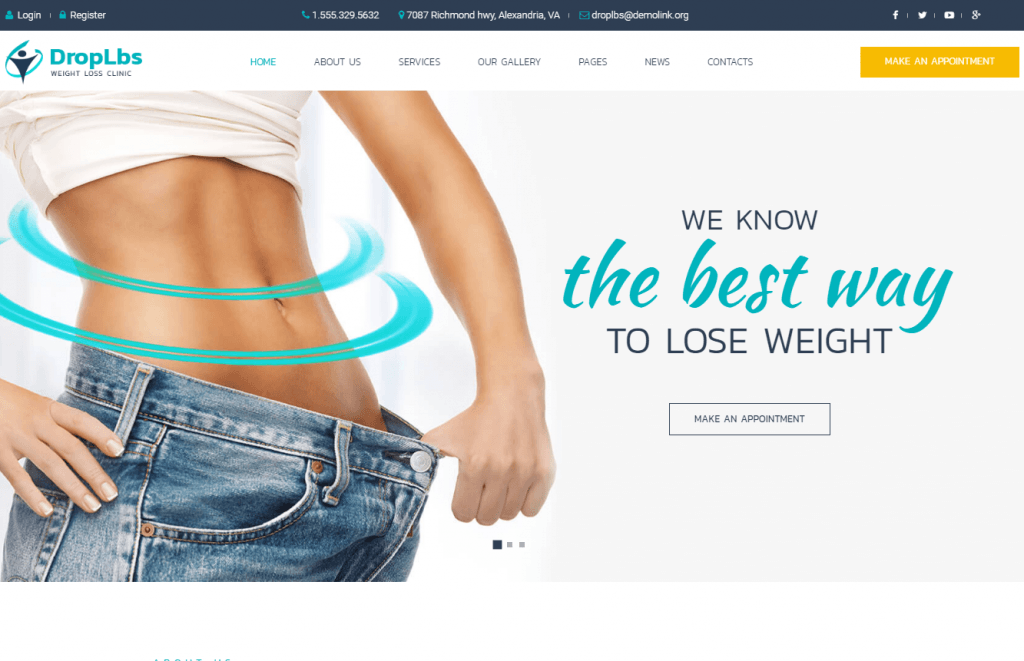 Login
Register
1.555.329.5632
7087 Richmond hwy, Alexandria, VA
droplbs@demolink.org
DropLbs
WEIGHT LOSS CLINIC
HOME
ABOUT US
SERVICES
OUR GALLERY
PAGES
NEWS
CONTACTS
MAKE AN APPOINTMENT
WE KNOW
the best way
TO LOSE WEIGHT
MAKE AN APPOINTMENT